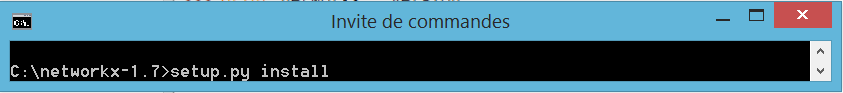 Invite de commandes
C:\networkx-1.7>setup.py install